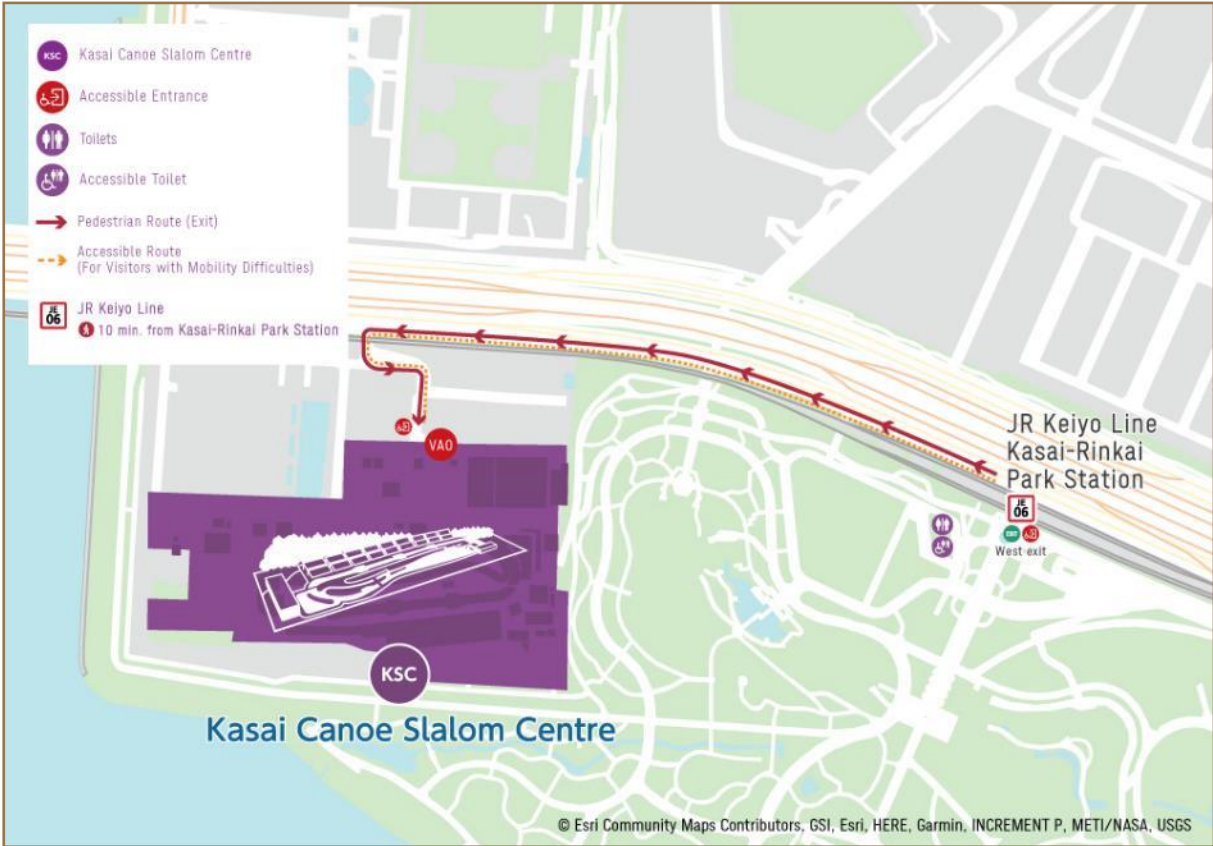 KSC
Kasai Canoe Slalom Centre
Accessible Entrance
Toilets
Accessible Toilet
Pedestrian Route (Exit)
Accessible Route
(For Visitors with Mobility Difficulties)
JE
06
JR Keiyo Line
10 min. from Kasai-Rinkai Park Station
VAO
JR Keiyo Line
Kasai-Rinkai
Park Station
JE
06
EXIT
West exit
KSC
Kasai Canoe Slalom Centre
© Esri Community Maps Contributors, GSI, Esri, HERE, Garmin, INCREMENT P, METI/NASA, USGS